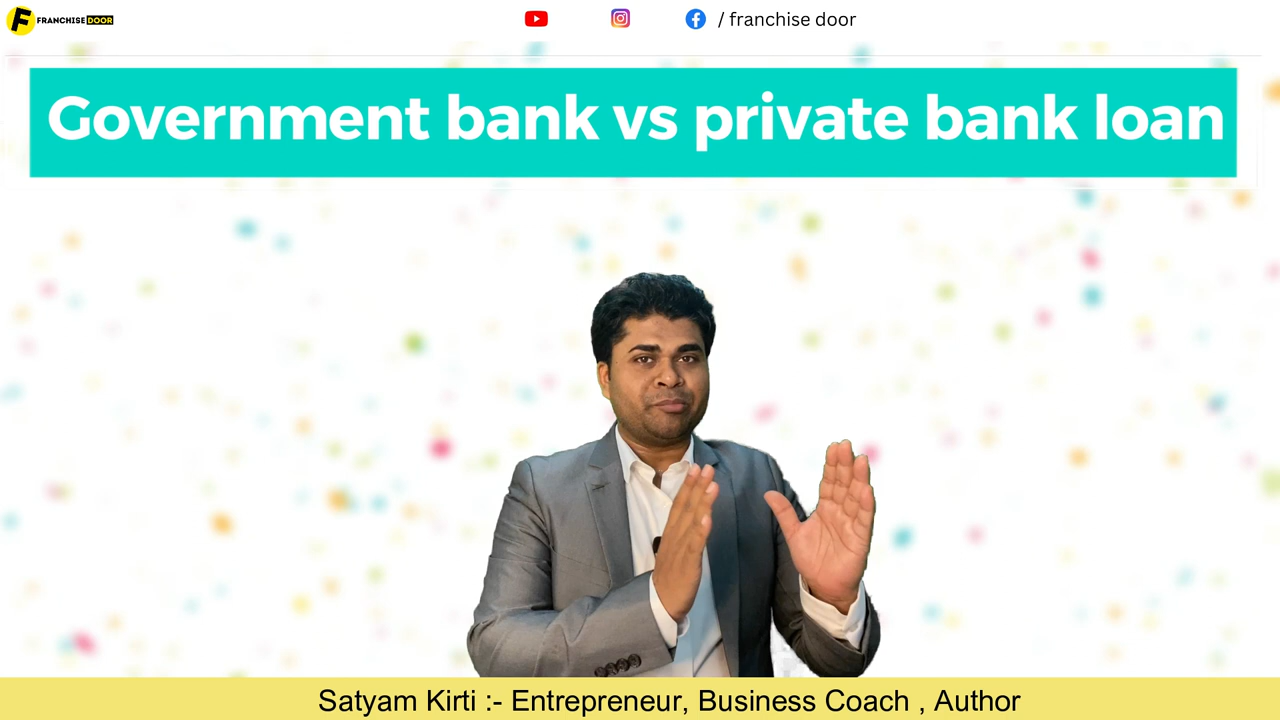 F FRANCHISE DOOR
/ franchise door
Government bank vs private bank loan
Satyam Kirti :- Entrepreneur, Business Coach , Author